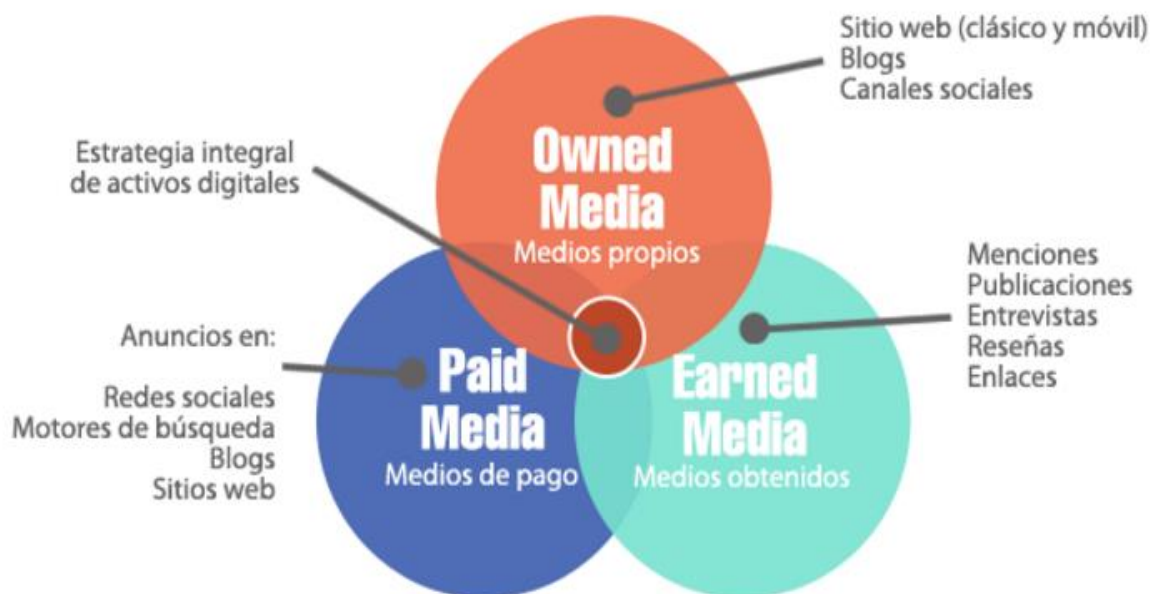 Sitio web (clásico y móvil)
Blogs
Canales sociales
Owned
Media
Medios propios
Estrategia integral
de activos digitales
Menciones
Publicaciones
Entrevistas
Reseñas
Enlaces
Anuncios en:
Redes sociales
Motores de búsqueda
Blogs
Sitios web
Paid
Media
Medios de pago
Earned
Media
Medios obtenidos